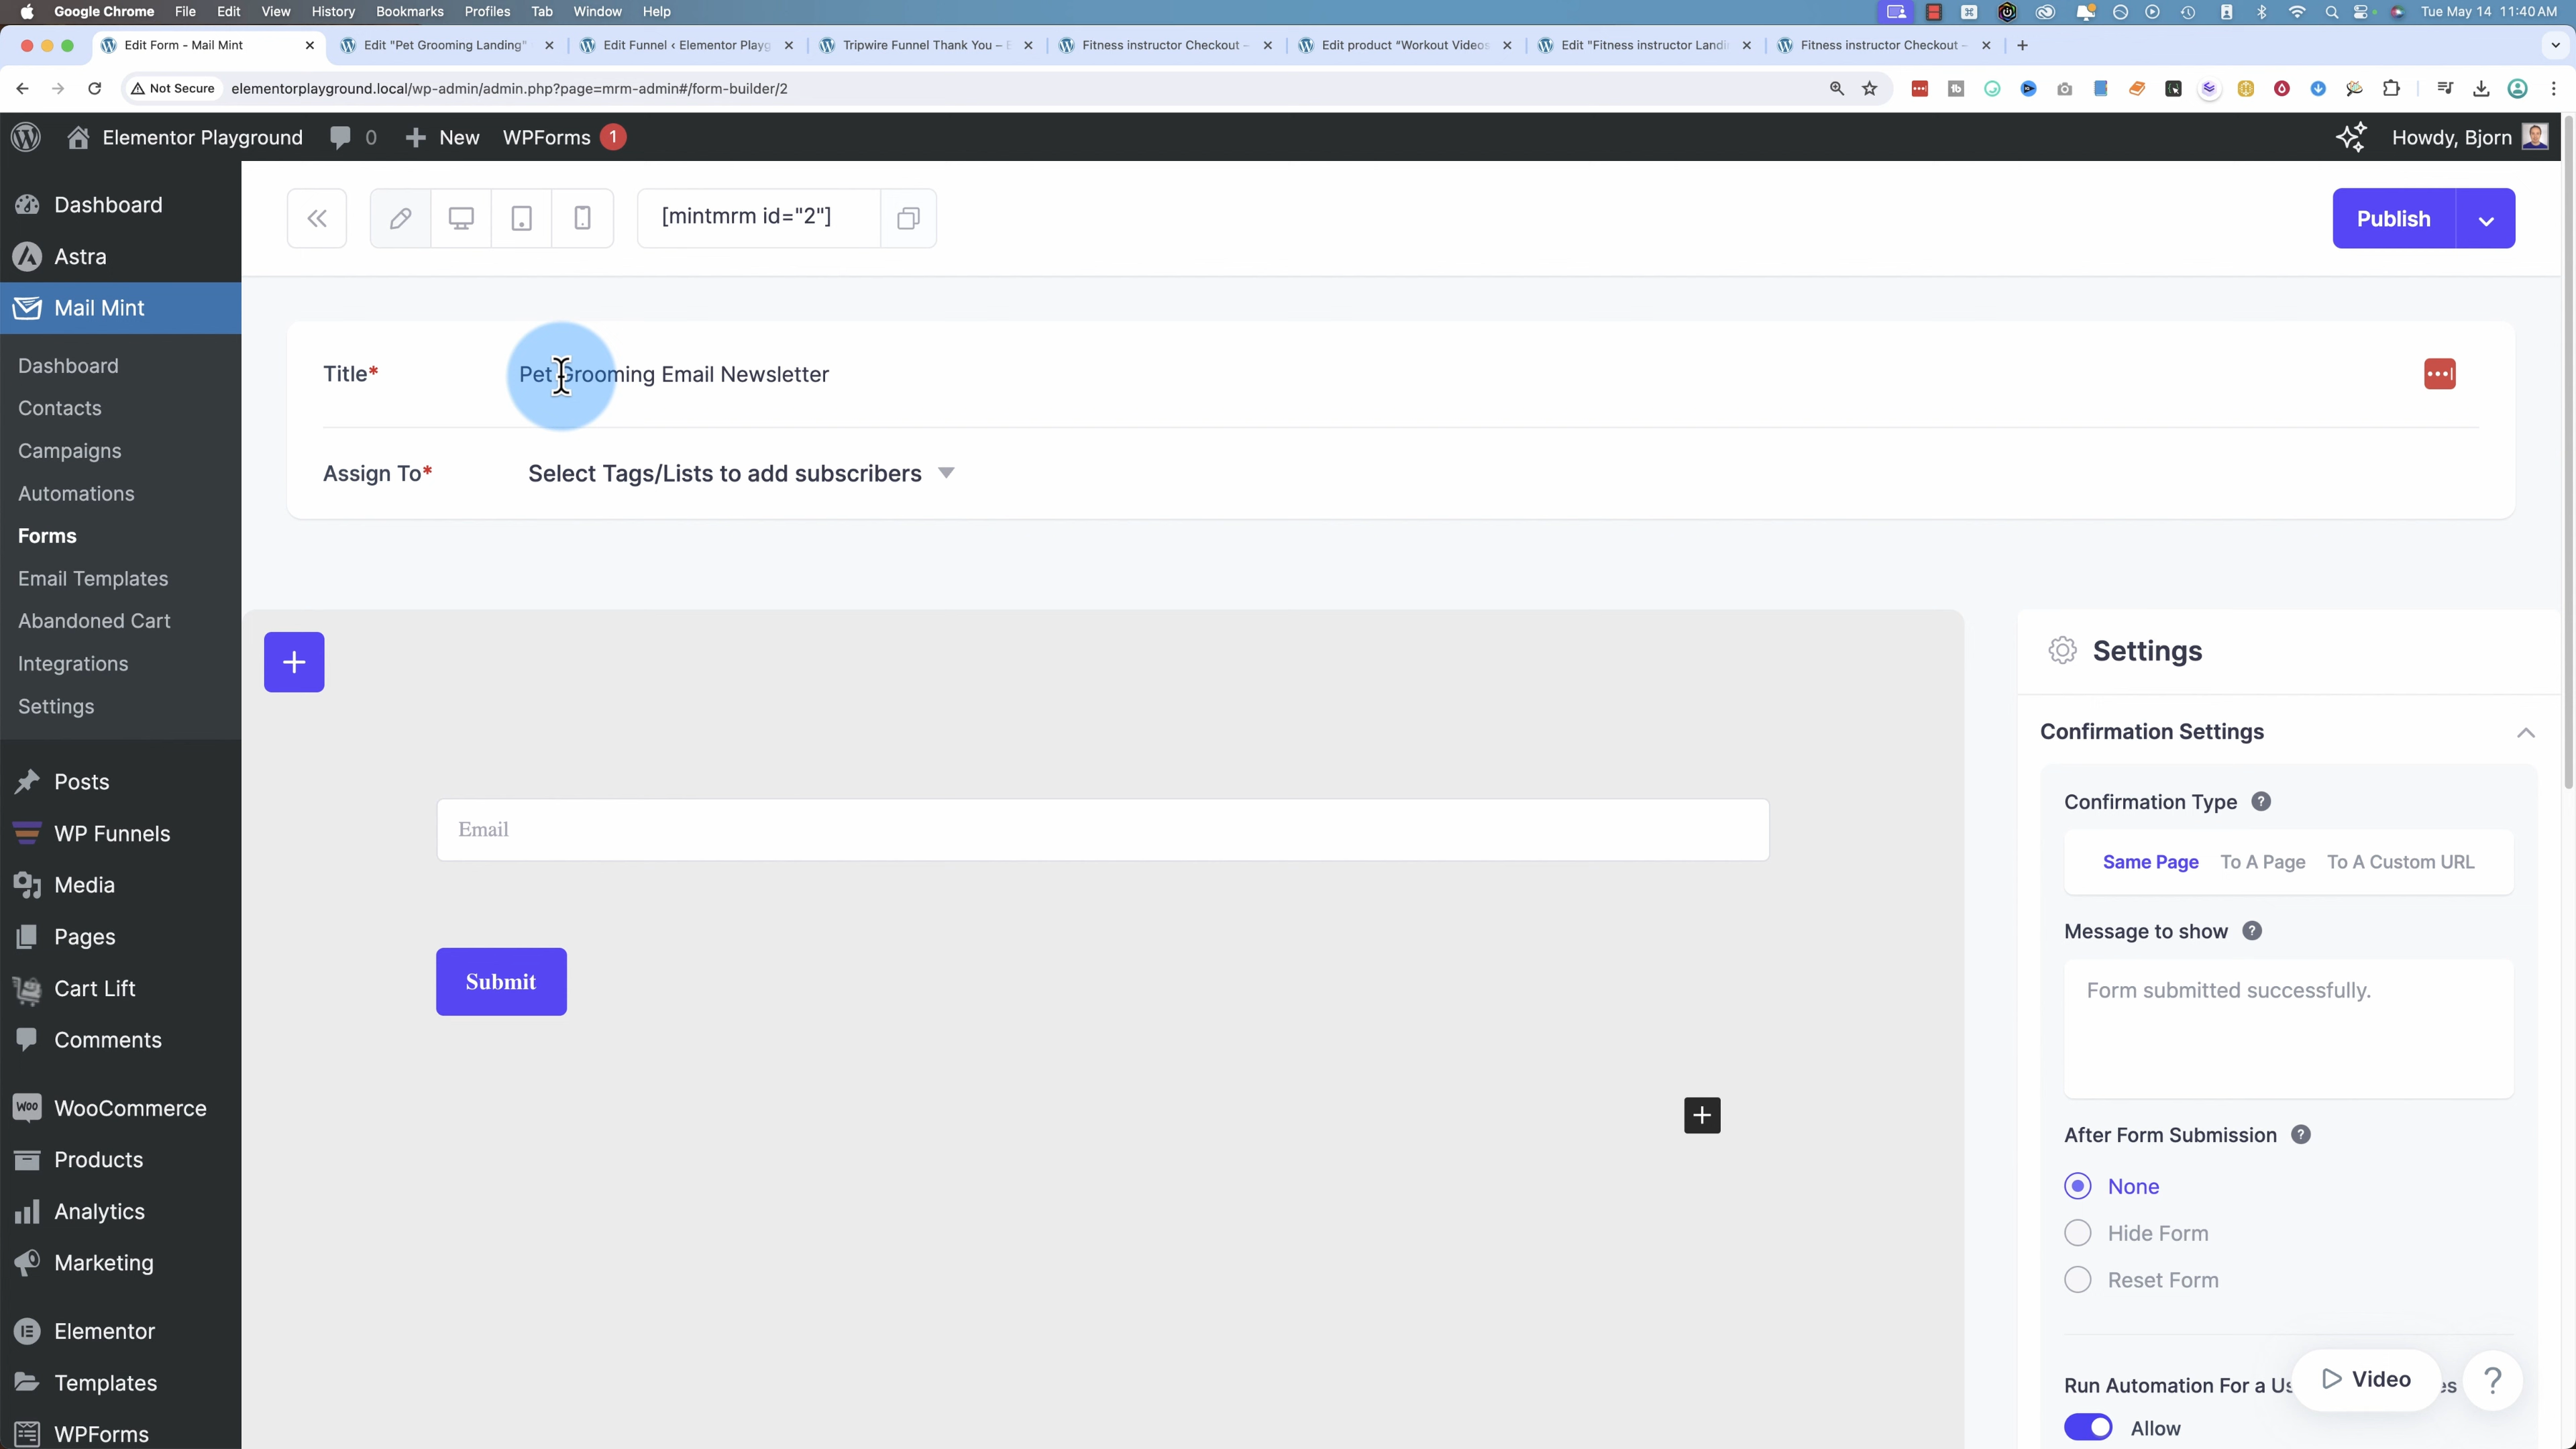 Google Chrome File Edit View History Bookmarks Profiles Tab Window Help
Tue May 14 11:40 AM
Edit Form - Mail Mint
Edit "Pet Grooming Landing"
Edit Funnel ‹ Elementor Playg
Tripwire Funnel Thank You –
Fitness instructor Checkout –
Edit product "Workout Videos
Edit "Fitness instructor Landi
Fitness instructor Checkout –
Not Secure elementorplayground.local/wp-admin/admin.php?page=mrm-admin#/form-builder/2
Elementor Playground 0 New WPForms 1
Howdy, Bjorn
Dashboard
Astra
Mail Mint
Dashboard
Contacts
Campaigns
Automations
Forms
Email Templates
Abandoned Cart
Integrations
Settings
Posts
WP Funnels
Media
Pages
Cart Lift
Comments
WooCommerce
Products
Analytics
Marketing
Elementor
Templates
WPForms
[mintmrm id="2"]
Publish
Title* Pet Grooming Email Newsletter
Assign To* Select Tags/Lists to add subscribers
Email
Submit
Settings
Confirmation Settings
Confirmation Type ?
Same Page To A Page To A Custom URL
Message to show ?
Form submitted successfully.
After Form Submission ?
None
Hide Form
Reset Form
Run Automation For a Us
es
Video
?
Allow